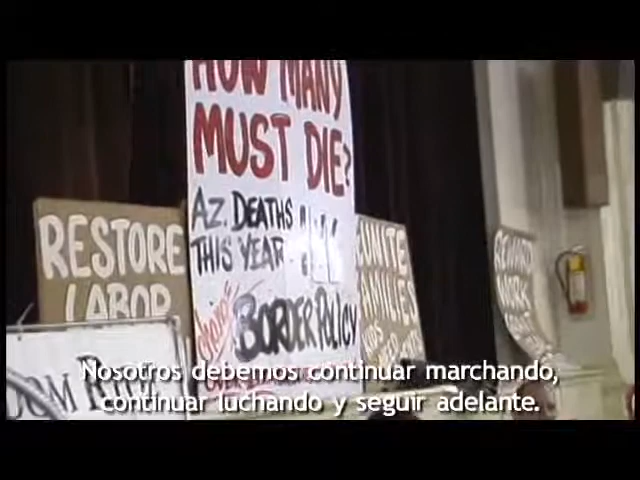 HOW MANY
MUST DIE?
AZ. DEATHS
THIS YEAR
BORDER POLICY
RESTORE
LABOR
FAMILIES
REWARD
WORK
Nosotros debemos continuar marchando,
continuar luchando y seguir adelante.